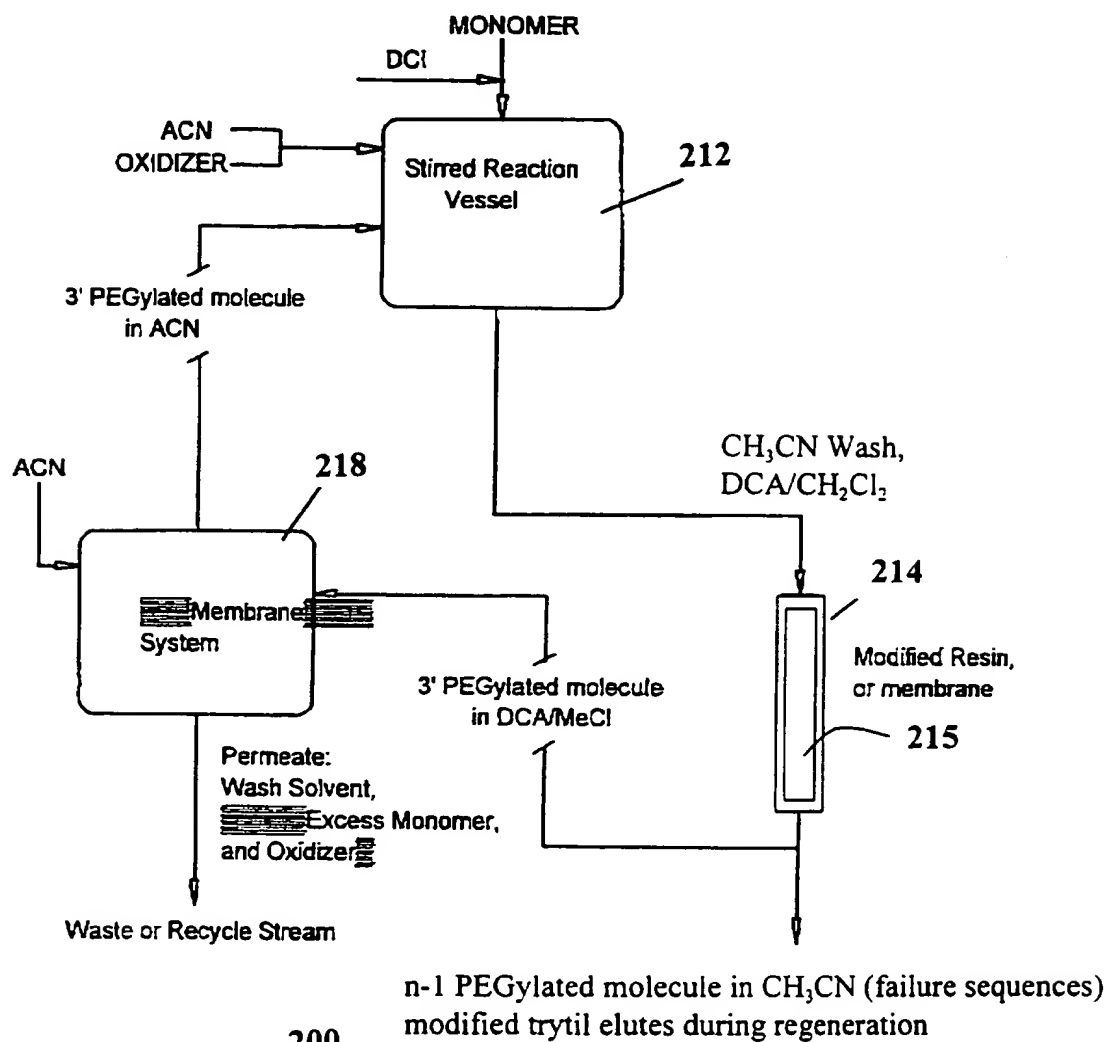 MONOMER
DCI
ACN
OXIDIZER
Stirred Reaction
Vessel
212
3' PEGylated molecule
in ACN
ACN
218
CH₃CN Wash,
DCA/CH₂Cl₂
214
Membrane
System
Modified Resin,
or membrane
3' PEGylated molecule
in DCA/MeCl
215
Permeate:
Wash Solvent,
Excess Monomer,
and Oxidizer
Waste or Recycle Stream
n-1 PEGylated molecule in CH₃CN (failure sequences)
modified trytil elutes during regeneration
200